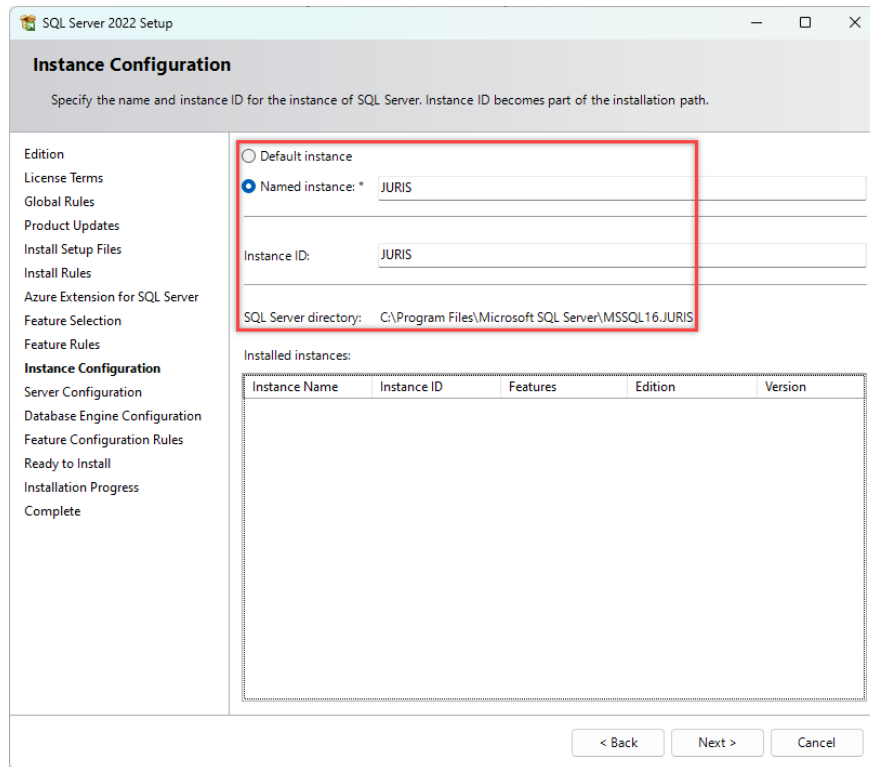 SQL Server 2022 Setup
Instance Configuration
Specify the name and instance ID for the instance of SQL Server. Instance ID becomes part of the installation path.
Edition
License Terms
Global Rules
Product Updates
Install Setup Files
Install Rules
Azure Extension for SQL Server
Feature Selection
Feature Rules
Instance Configuration
Server Configuration
Database Engine Configuration
Feature Configuration Rules
Ready to Install
Installation Progress
Complete
Default instance
Named instance: * JURIS
Instance ID: JURIS
SQL Server directory: C:\Program Files\Microsoft SQL Server\MSSQL16.JURIS
Installed instances:
Instance Name Instance ID Features Edition Version
< Back Next > Cancel